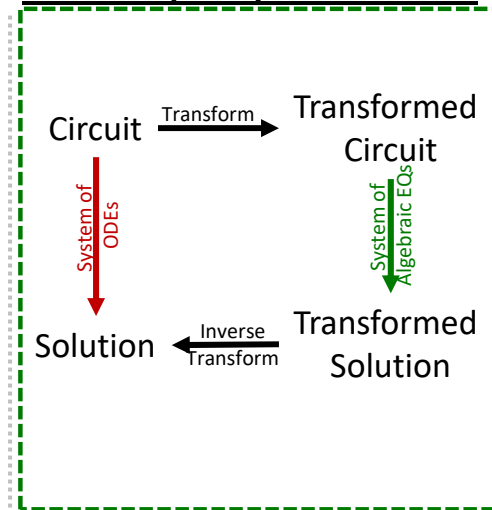 Circuit
Transform
Transformed
Circuit
System of
ODEs
System of
Algebraic EQs
Solution
Inverse
Transform
Transformed
Solution